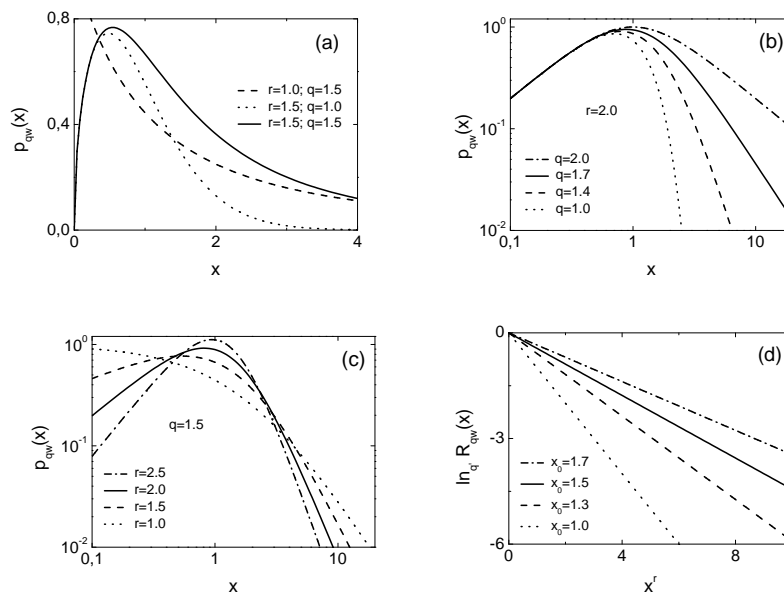 0,8
0,4
0,0
p_qw(x)
(a)
r=1.0; q=1.5
r=1.5; q=1.0
r=1.5; q=1.5
0
2
4
x
10^0
10^-1
10^-2
p_qw(x)
(b)
r=2.0
q=2.0
q=1.7
q=1.4
q=1.0
0,1
1
10
x
10^0
10^-1
10^-2
p_qw(x)
(c)
q=1.5
r=2.5
r=2.0
r=1.5
r=1.0
0,1
1
10
x
0
-3
-6
ln_q' R_qw(x)
(d)
x_0=1.7
x_0=1.5
x_0=1.3
x_0=1.0
0
4
8
x^r